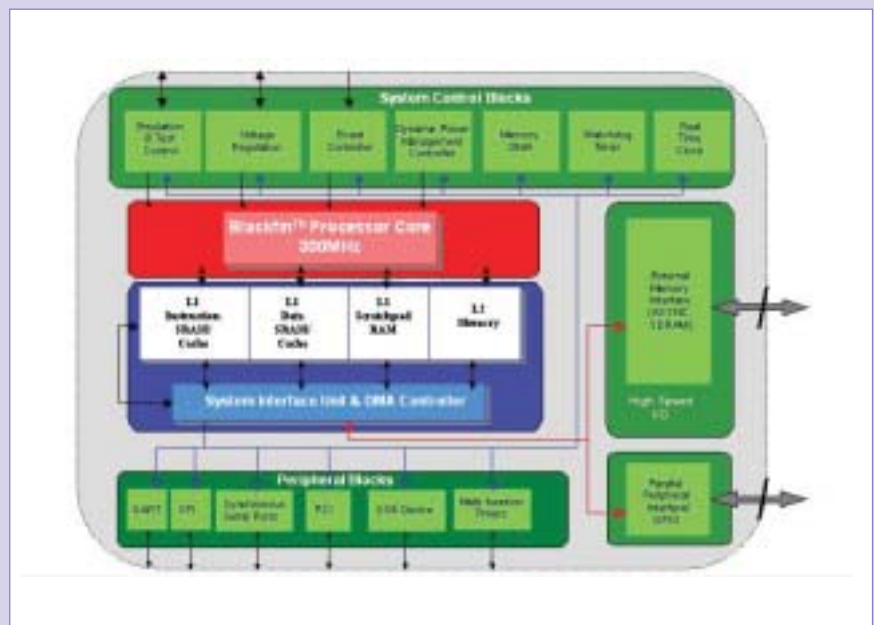 System Control Blocks
Emulation
& Test
Control
Voltage
Regulation
Event
Controller
Dynamic Power
Management
Controller
Memory
DMA
Watchdog
Timer
Real
Time
Clock
Blackfin™ Processor Core
300MHz
L1
Instruction
SRAM/
Cache
L1
Data
SRAM/
Cache
L1
Scratchpad
RAM
L2
Memory
System Interface Unit & DMA Controller
External
Memory
Interface
SDRAM)
High Speed
I/O
Parallel
Peripheral
Interface
Peripheral Blocks
UART
SPI
Synchronous
Serial Ports
PCI
USB Device
Multi-function
Timers